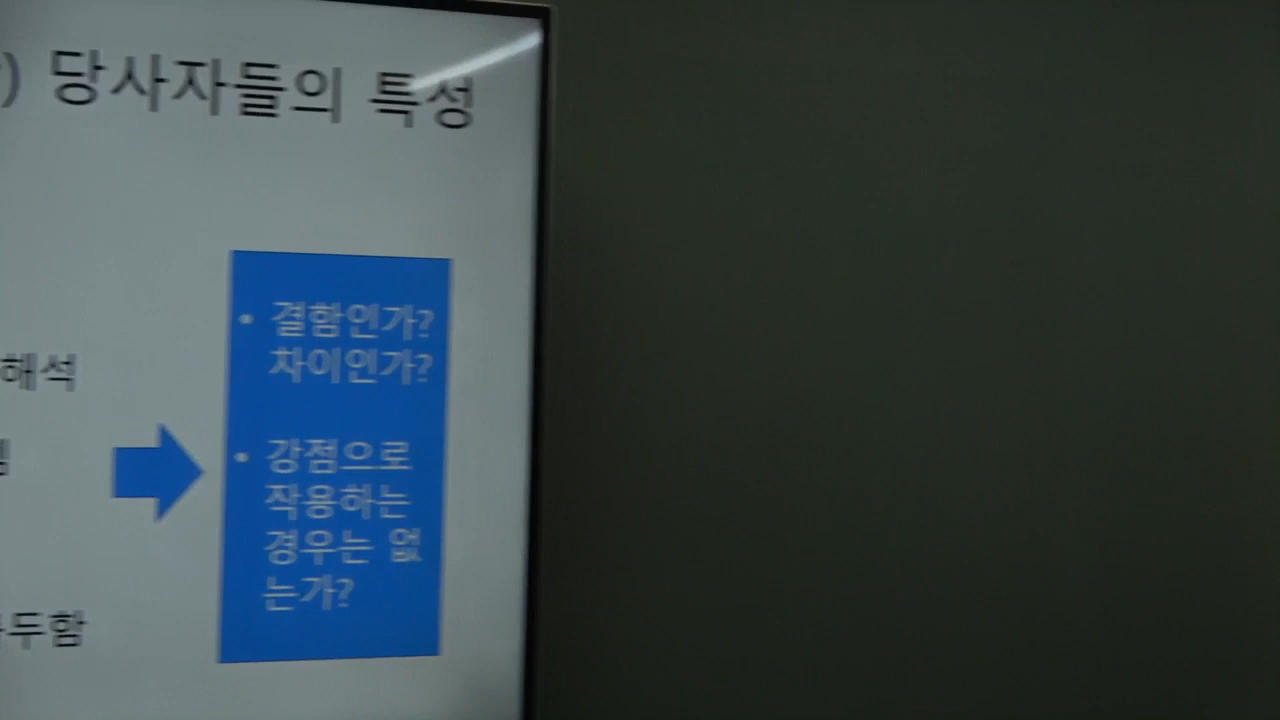 ) 당사자들의 특성
해석
두함
• 결함인가?
차이인가?
• 강점으로
작용하는
경우는 없
는가?